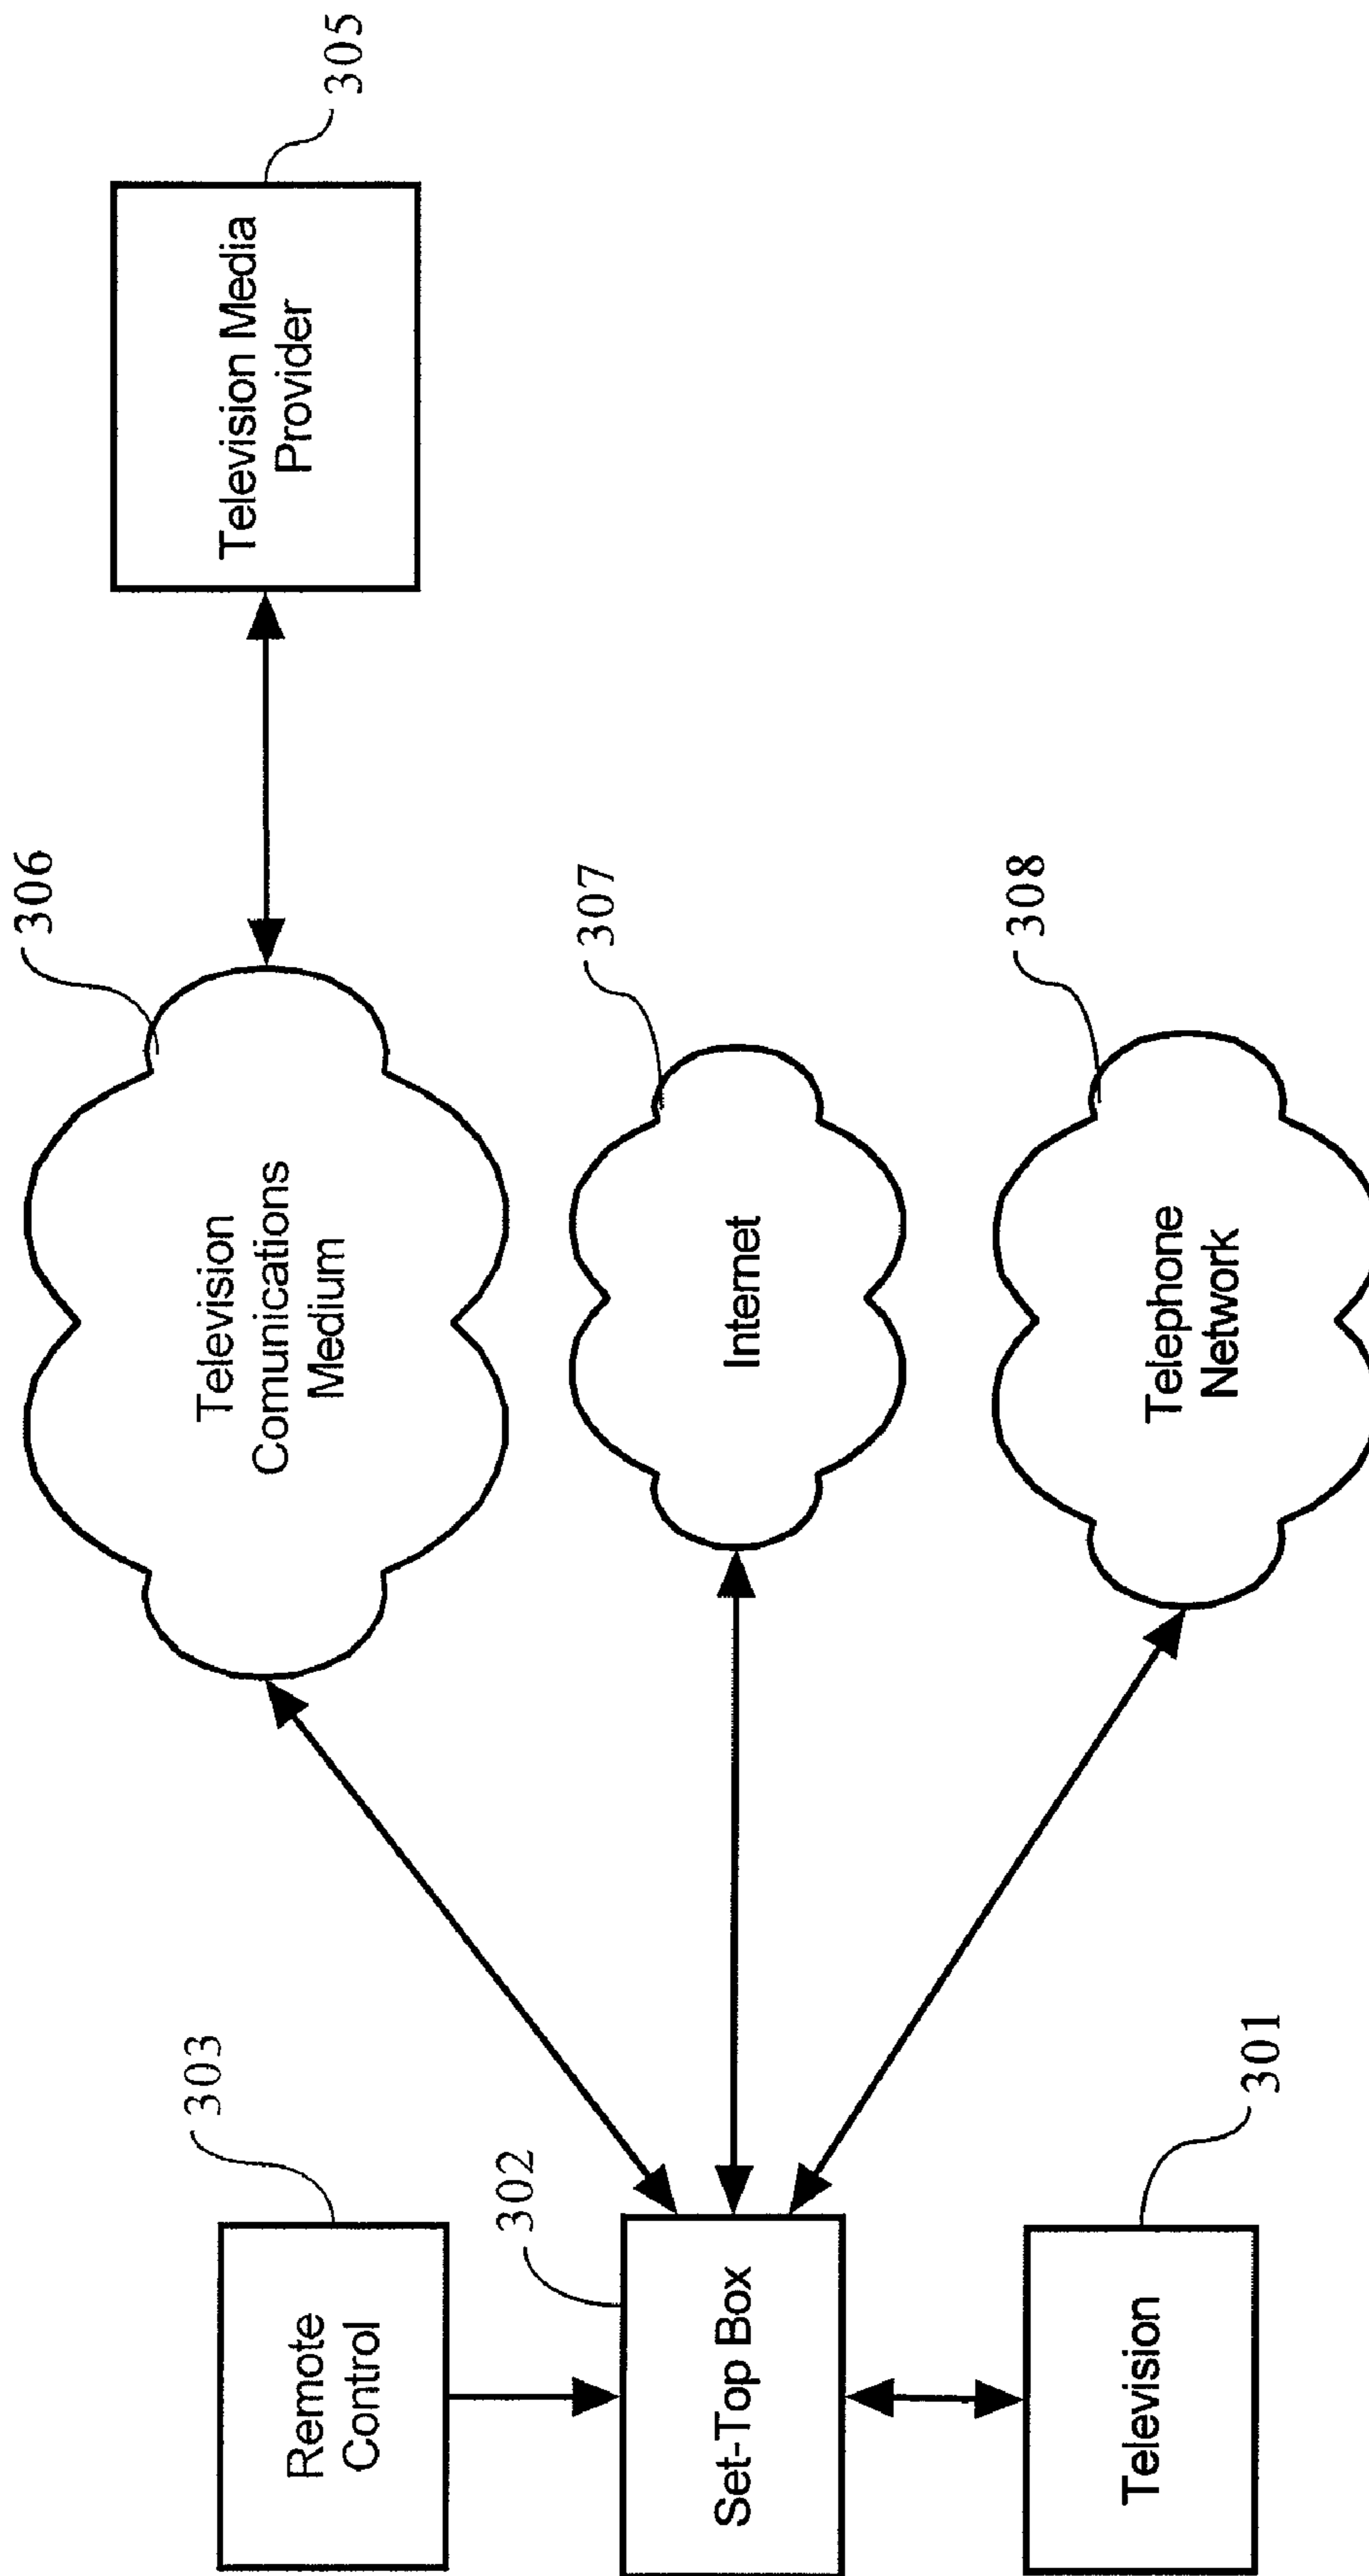 303
Remote
Control
302
Set-Top Box
301
Television
306
Television
Comunications
Medium
307
Internet
308
Telephone
Network
305
Television Media
Provider